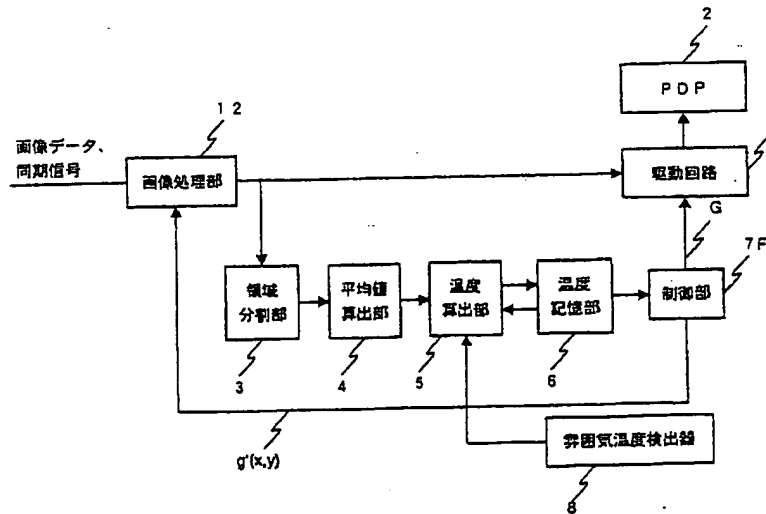 2
PDP
12
画像データ、
同期信号
画像処理部
駆動回路
G
7F
領域
分割部
平均値
算出部
温度
算出部
温度
記憶部
制御部
3
4
5
6
g'(x,y)
雰囲気温度検出器
8